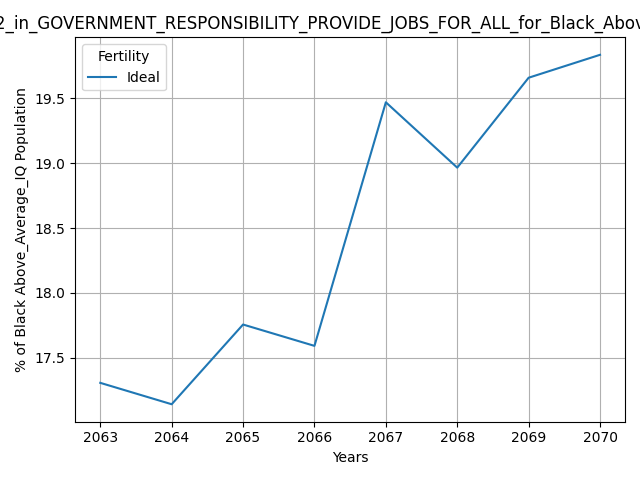 2_in_GOVERNMENT_RESPONSIBILITY_PROVIDE_JOBS_FOR_ALL_for_Black_Abov
Fertility
Ideal
% of Black Above_Average_IQ Population
19.5
19.0
18.5
18.0
17.5
2063 2064 2065 2066 2067 2068 2069 2070
Years